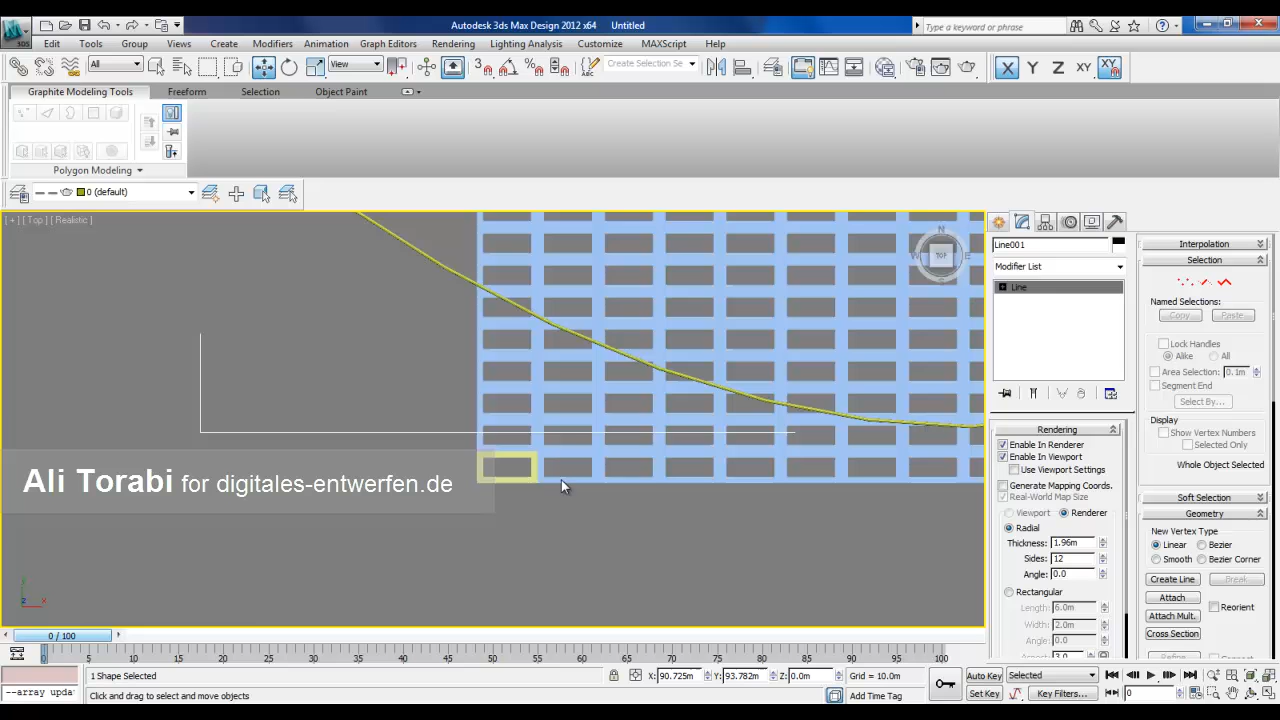 Autodesk 3ds Max Design 2012 x64 Untitled
Type a keyword or phrase
Edit Tools Group Views Create Modifiers Animation Graph Editors Rendering Lighting Analysis Customize MAXScript Help
All View Create Selection Se X Y Z XY XY
Graphite Modeling Tools Freeform Selection Object Paint
Polygon Modeling
0 (default)
[ + ] [ Top ] [ Realistic ]
N
W TOP E
Line001
Modifier List
Line
Rendering
Enable In Renderer
Enable In Viewport
Use Viewport Settings
Generate Mapping Coords.
Real-World Map Size
Viewport Renderer
Radial
Thickness: 1.96m
Sides: 12
Angle: 0.0
Rectangular
Length: 6.0m
Width: 2.0m
Angle: 0.0
Interpolation
Selection
Named Selections:
Copy Paste
Lock Handles
Alike All
Area Selection: 0.1m
Segment End
Select By...
Display
Show Vertex Numbers
Selected Only
Whole Object Selected
Soft Selection
Geometry
New Vertex Type
Linear Bezier
Smooth Bezier Corner
Create Line Break
Attach Reorient
Attach Mult.
Cross Section
Ali Torabi for digitales-entwerfen.de
z x
0 / 100
0 5 10 15 20 25 30 35 40 45 50 55 60 65 70 75 80 85 90 95 100
1 Shape Selected X: 90.725m Y: 93.782m Z: 0.0m Grid = 10.0m Auto Key Selected
--array upda Click and drag to select and move objects Add Time Tag Set Key Key Filters... 0